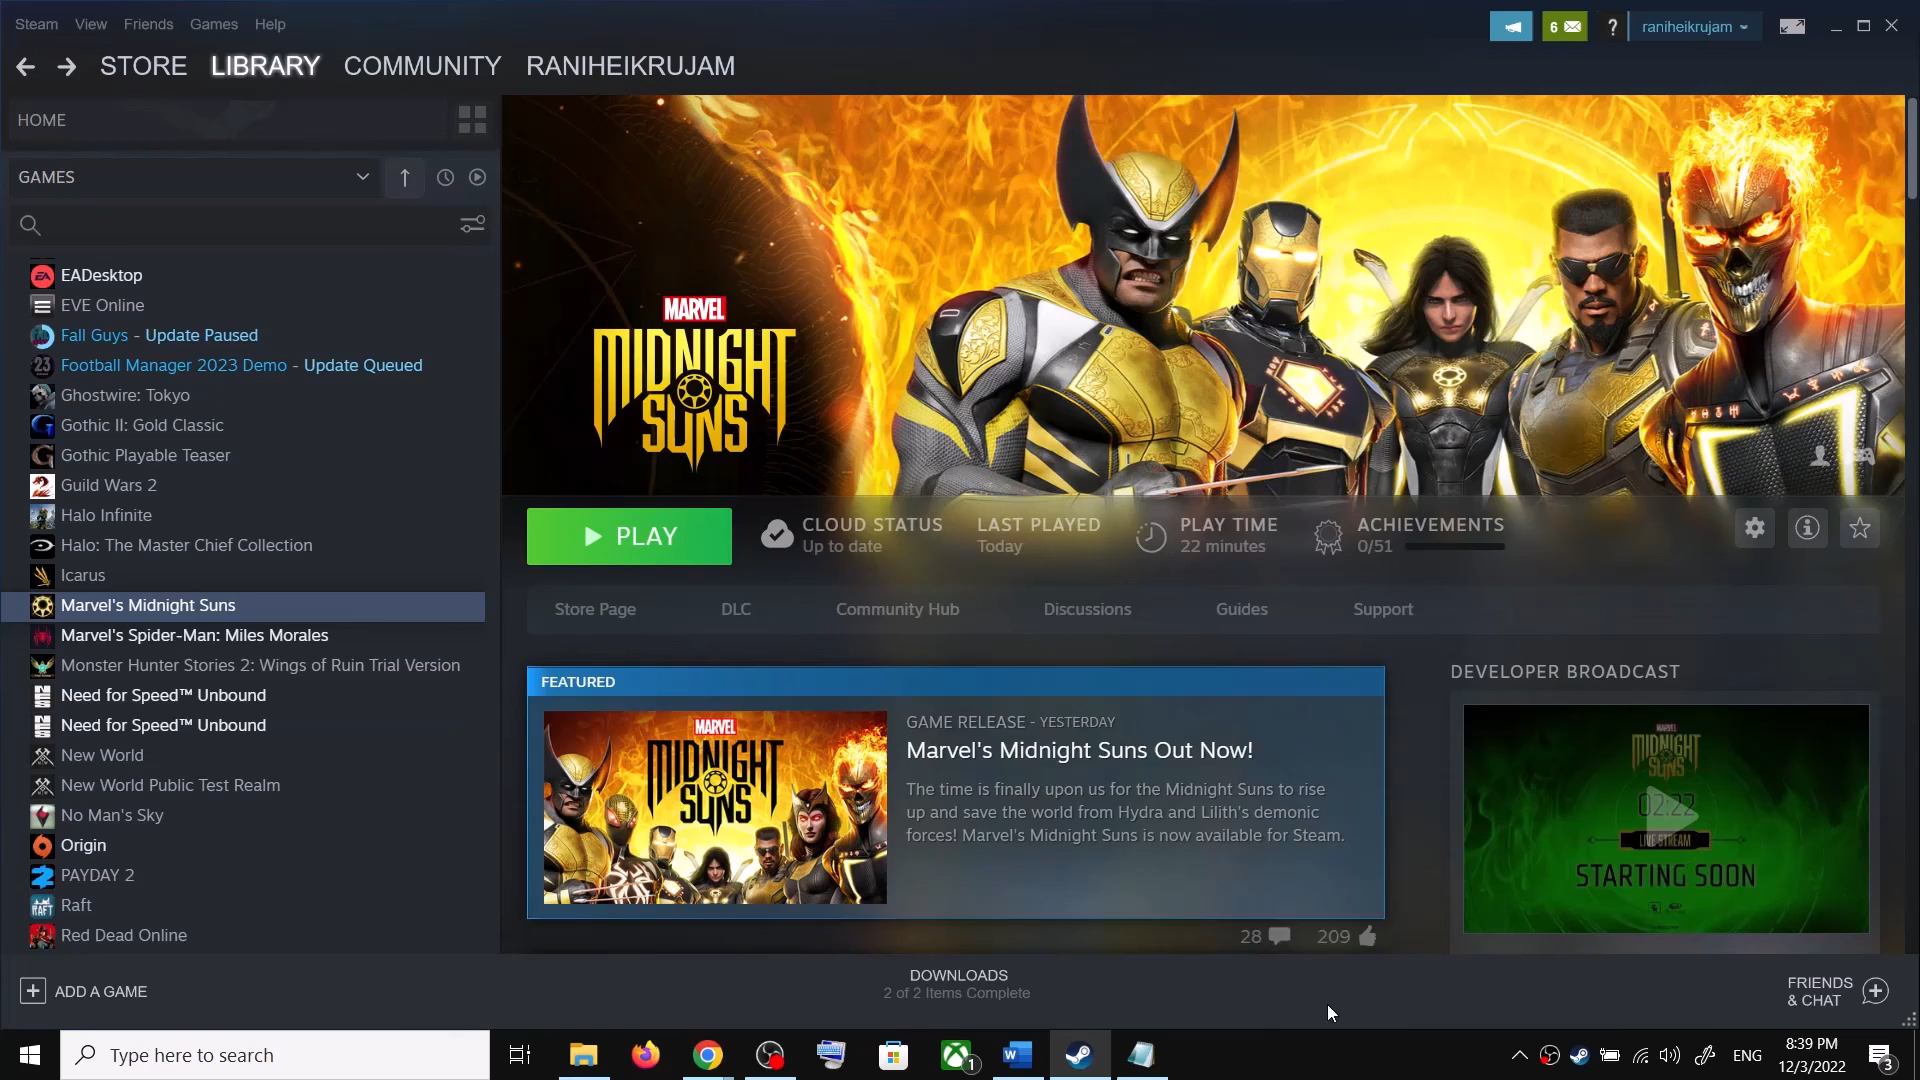 Steam View Friends Games Help
6
?
raniheikrujam
STORE LIBRARY COMMUNITY RANIHEIKRUJAM
HOME
GAMES
EADesktop
EVE Online
Fall Guys - Update Paused
Football Manager 2023 Demo - Update Queued
Ghostwire: Tokyo
Gothic II: Gold Classic
Gothic Playable Teaser
Guild Wars 2
Halo Infinite
Halo: The Master Chief Collection
Icarus
Marvel's Midnight Suns
Marvel's Spider-Man: Miles Morales
Monster Hunter Stories 2: Wings of Ruin Trial Version
Need for Speed™ Unbound
Need for Speed™ Unbound
New World
New World Public Test Realm
No Man's Sky
Origin
PAYDAY 2
Raft
Red Dead Online
ADD A GAME
MARVEL
MIDNIGHT
SUNS
PLAY
CLOUD STATUS
Up to date
LAST PLAYED
Today
PLAY TIME
22 minutes
ACHIEVEMENTS
0/51
Store Page DLC Community Hub Discussions Guides Support
FEATURED
MARVEL
MIDNIGHT
SUNS
GAME RELEASE - YESTERDAY
Marvel's Midnight Suns Out Now!
The time is finally upon us for the Midnight Suns to rise
up and save the world from Hydra and Lilith's demonic
forces! Marvel's Midnight Suns is now available for Steam.
28 209
DEVELOPER BROADCAST
MARVEL
MIDNIGHT
SUNS
02:22
LIVE STREAM
STARTING SOON
DOWNLOADS
2 of 2 Items Complete
FRIENDS
& CHAT
Type here to search
1
ENG
8:39 PM
12/3/2022
3